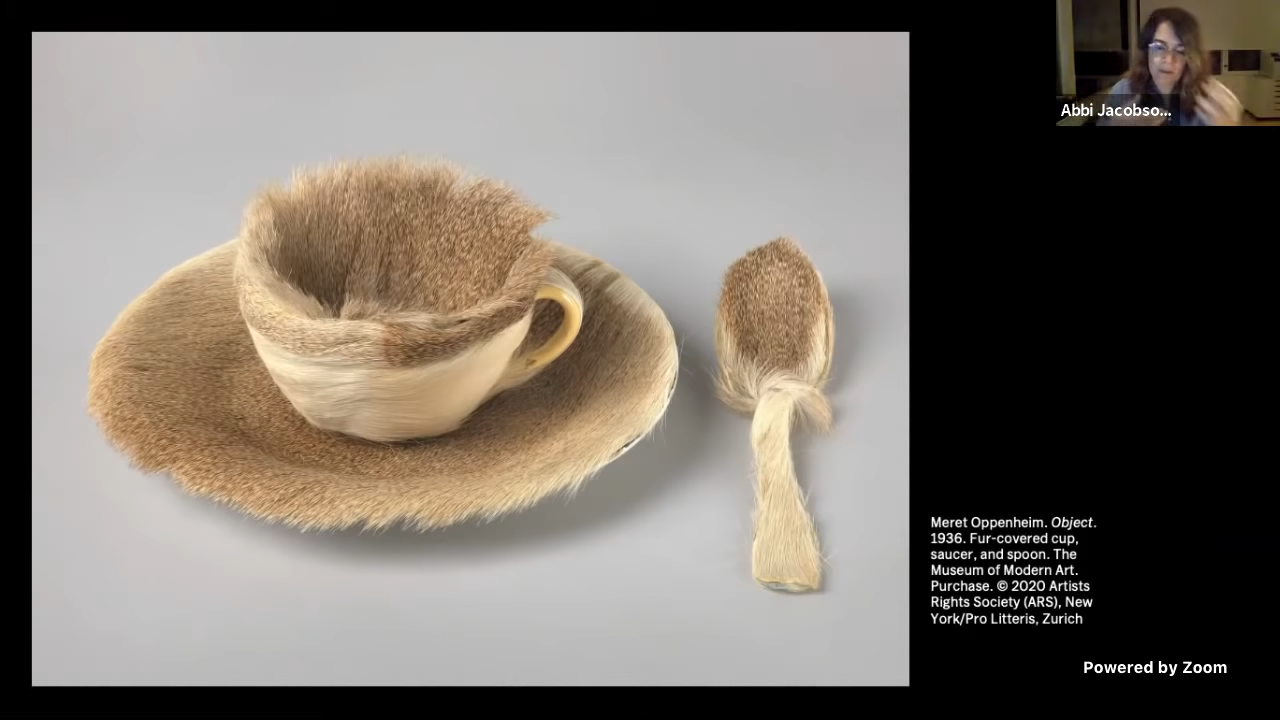 Abbi Jacobso...
Meret Oppenheim. Object.
1936. Fur-covered cup,
saucer, and spoon. The
Museum of Modern Art.
Purchase. © 2020 Artists
Rights Society (ARS), New
York/Pro Litteris, Zurich
Powered by Zoom